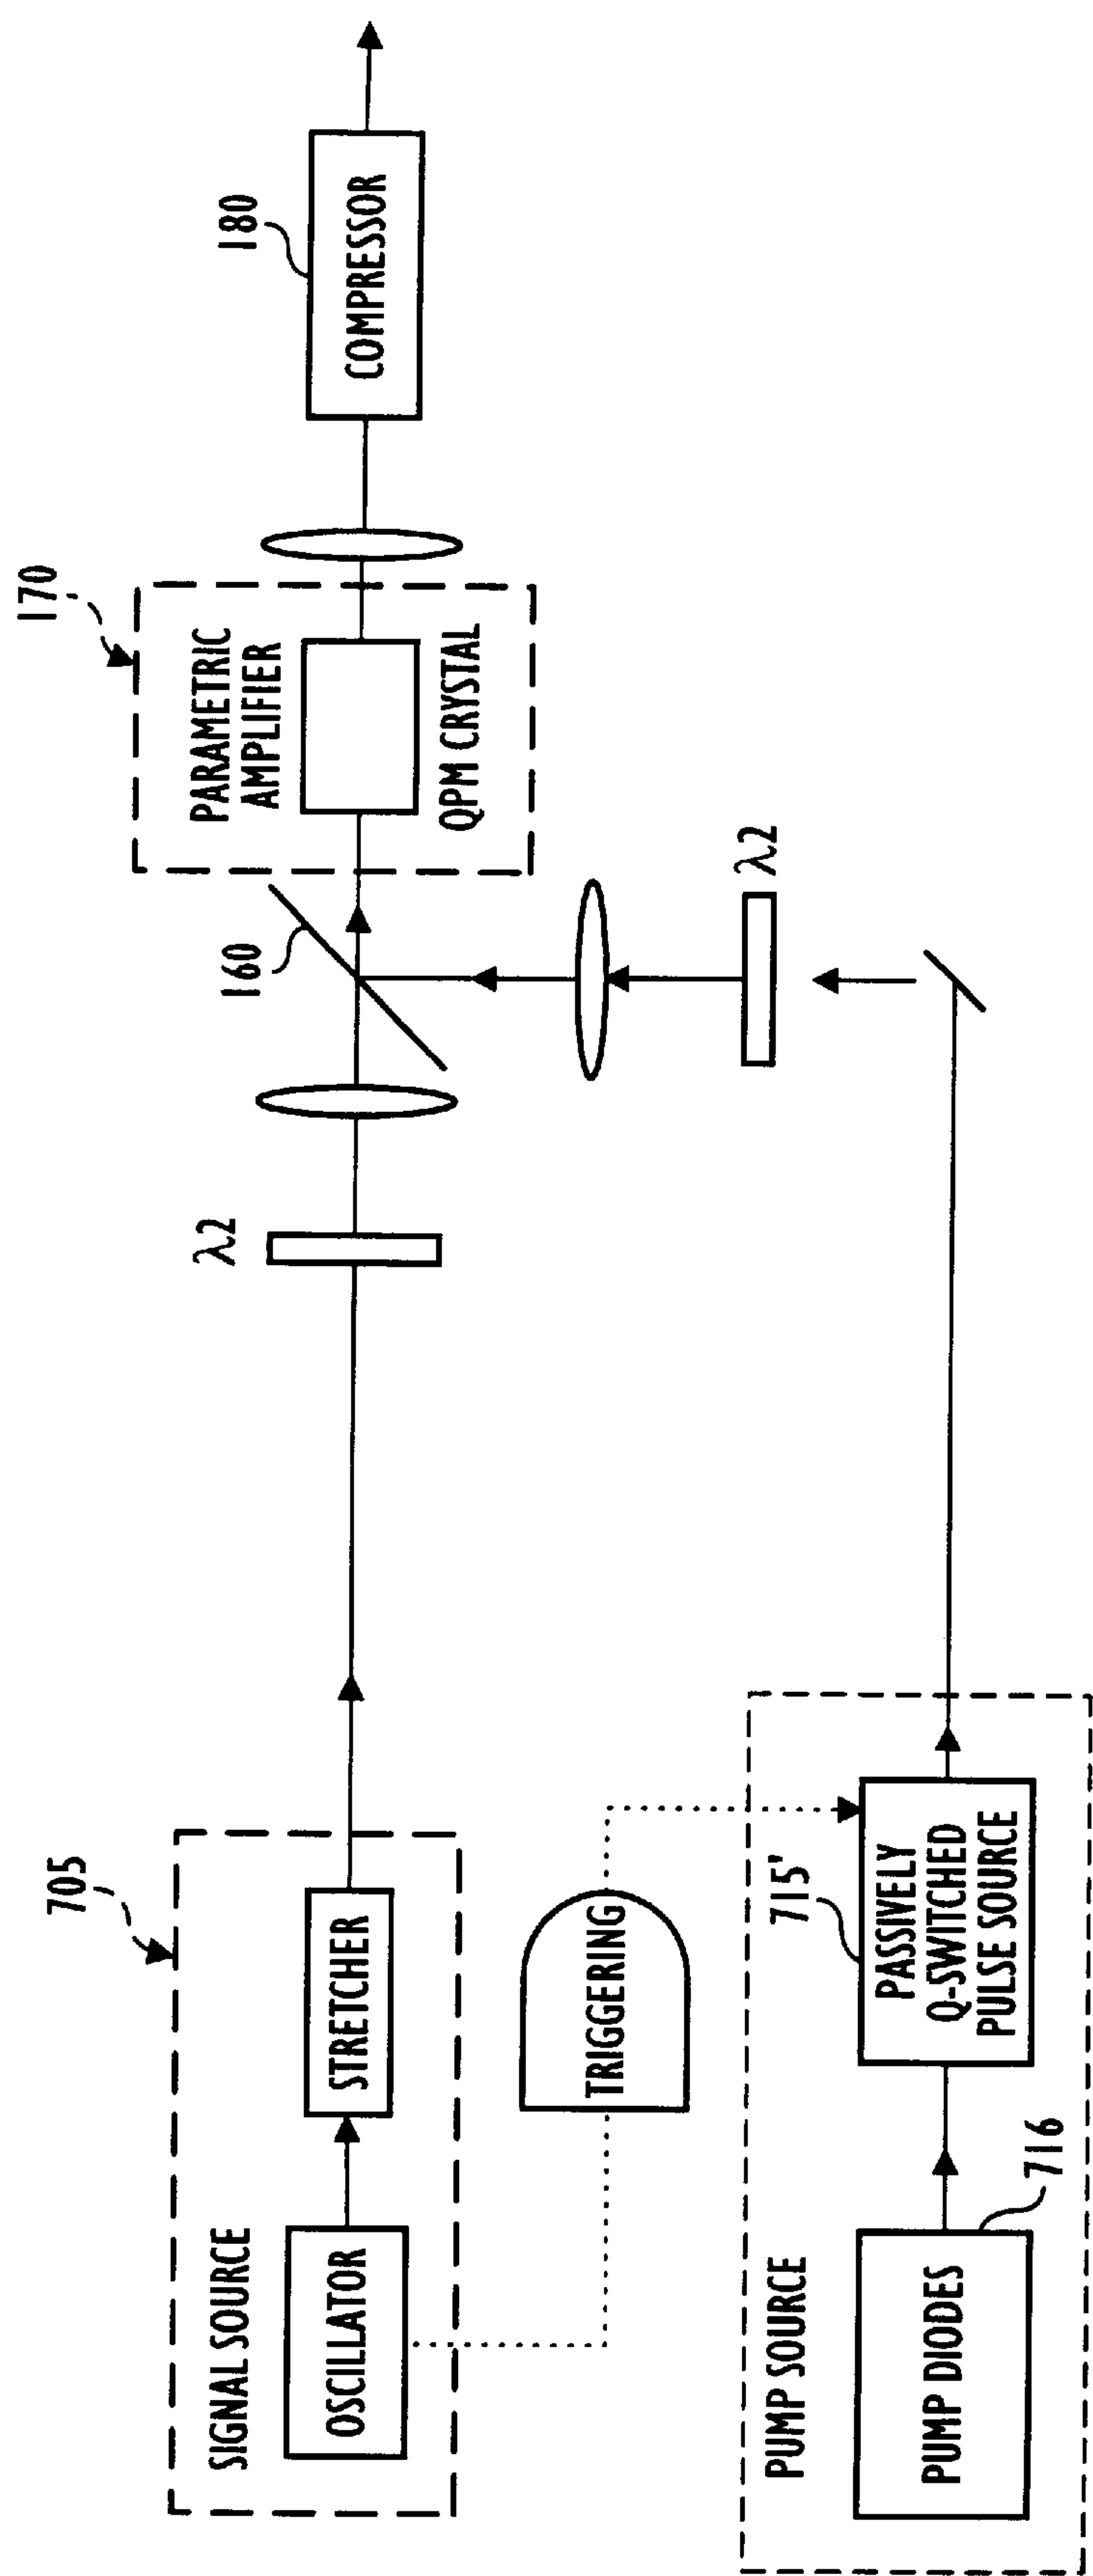 705
SIGNAL SOURCE
OSCILLATOR
STRETCHER
λ2
160
170
PARAMETRIC
AMPLIFIER
QPM CRYSTAL
180
COMPRESSOR
TRIGGERING
λ2
PUMP SOURCE
PUMP DIODES
716
715'
PASSIVELY
Q-SWITCHED
PULSE SOURCE